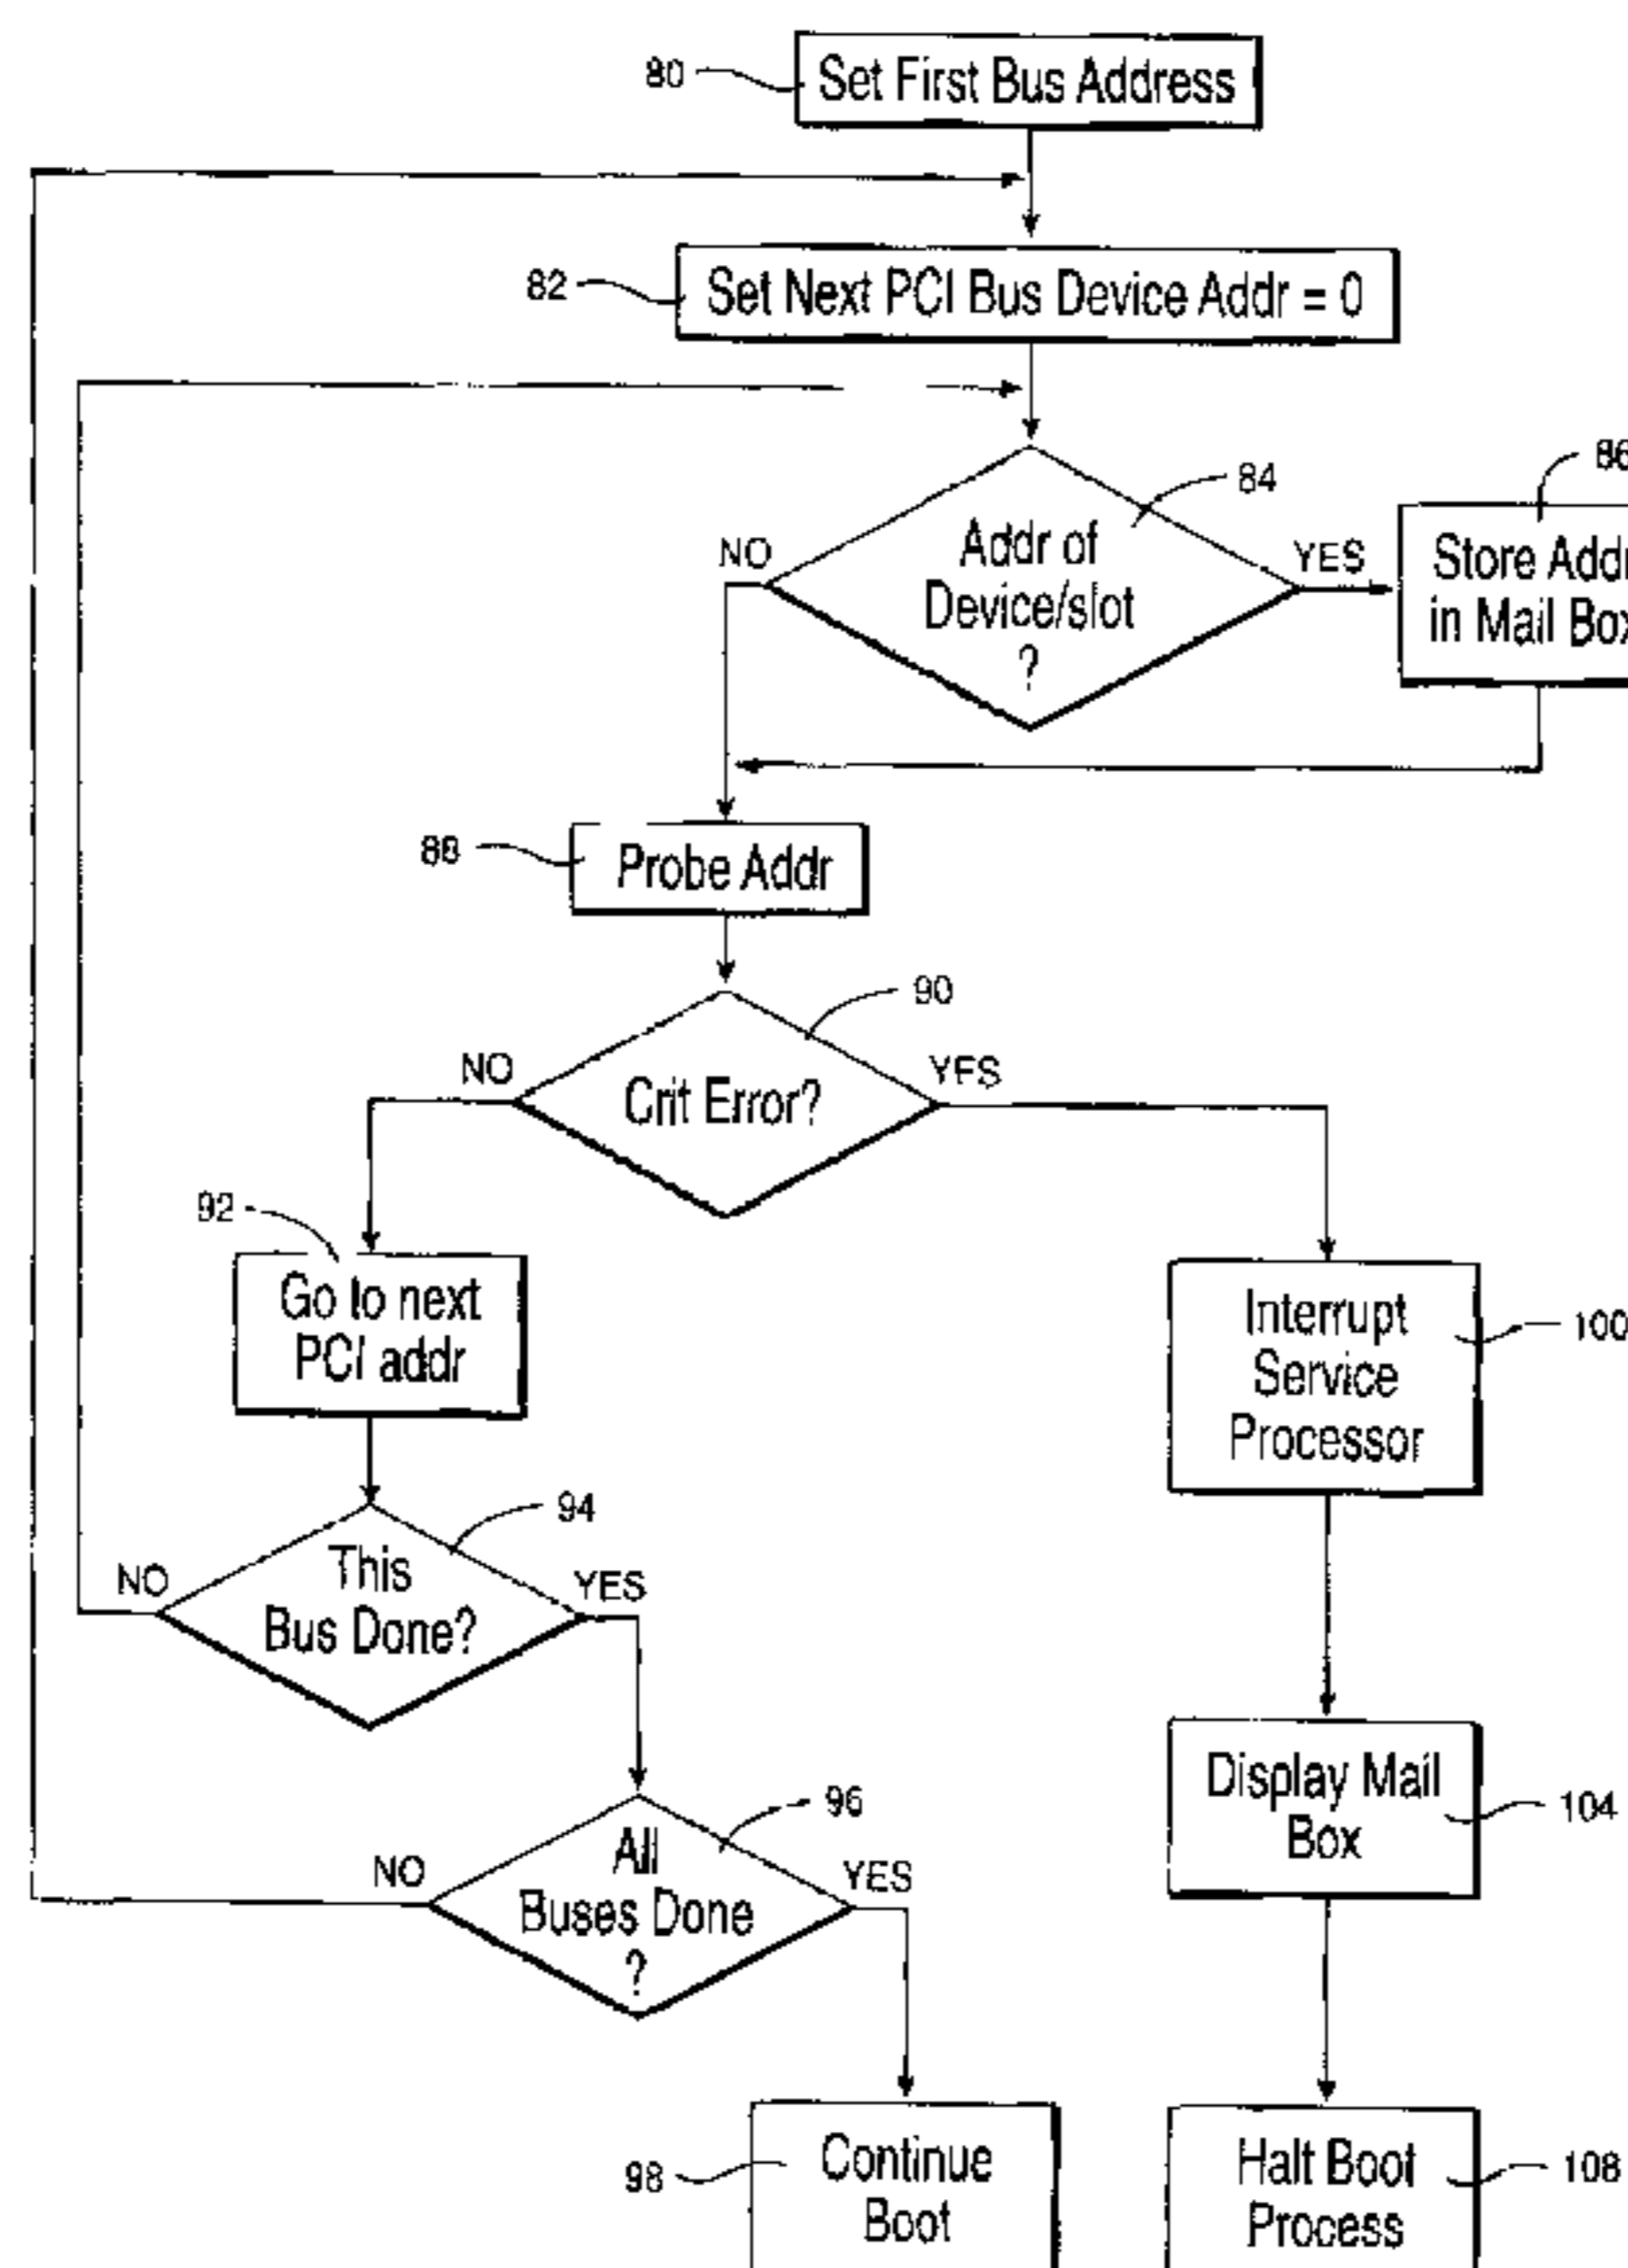 80
Set First Bus Address
82
Set Next PCI Bus Device Addr = 0
84
86
NO
Addr of
Device/slot
?
YES
Store Addr
in Mail Box
88
Probe Addr
90
NO
Crit Error?
YES
92
Go to next
PCI addr
Interrupt
Service
Processor
100
94
NO
This
Bus Done?
YES
96
NO
All
Buses Done
?
YES
Display Mail
Box
104
98
Continue
Boot
Halt Boot
Process
108